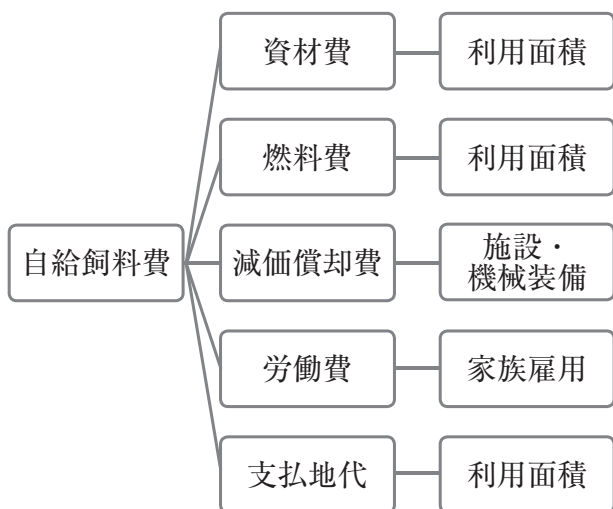 自給飼料費
資材費
利用面積
燃料費
利用面積
減価償却費
施設・
機械装備
労働費
家族雇用
支払地代
利用面積